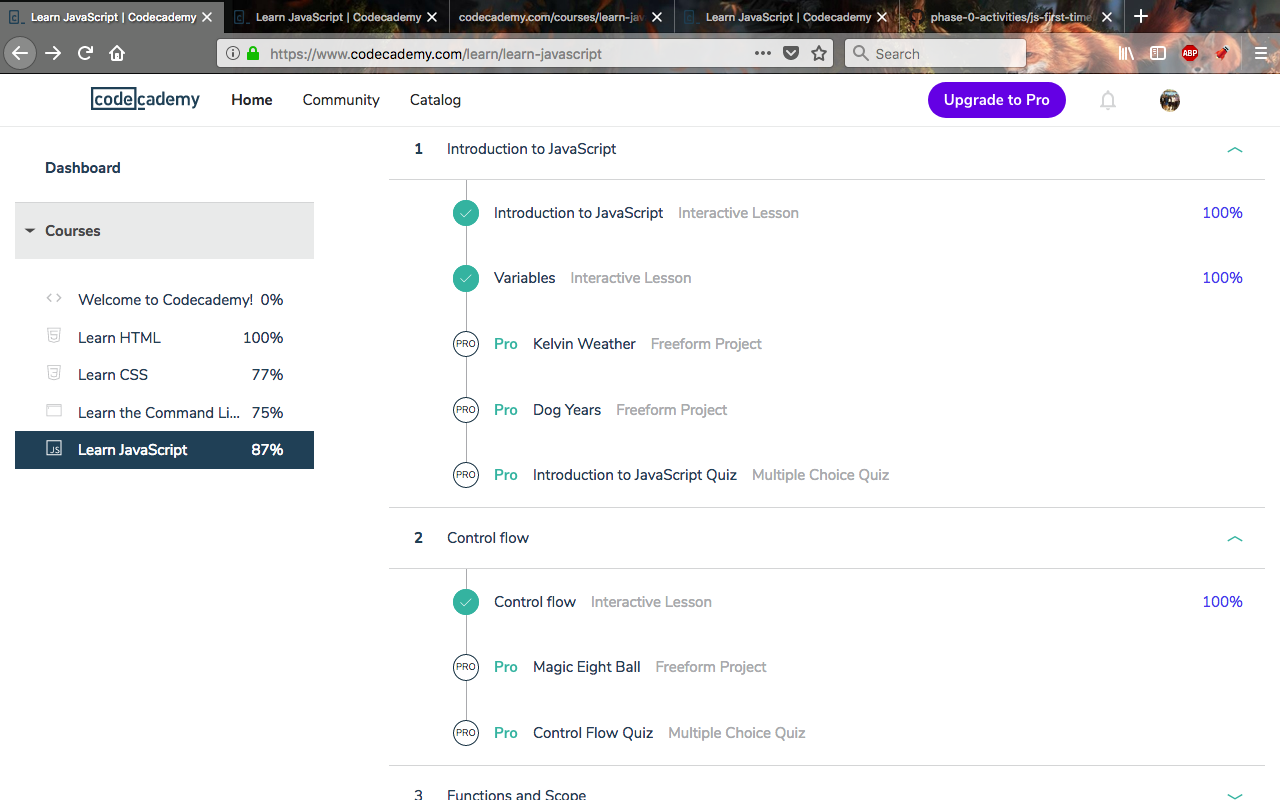 Learn JavaScript | Codecademy
Learn JavaScript | Codecademy
codecademy.com/courses/learn-jav
Learn JavaScript | Codecademy
phase-0-activities/js-first-time.
https://www.codecademy.com/learn/learn-javascript
Search
ABP
codecademy
Home
Community
Catalog
Upgrade to Pro
Dashboard
Courses
Welcome to Codecademy! 0%
Learn HTML 100%
Learn CSS 77%
Learn the Command Li... 75%
JS Learn JavaScript 87%
1 Introduction to JavaScript
Introduction to JavaScript Interactive Lesson 100%
Variables Interactive Lesson 100%
PRO Pro Kelvin Weather Freeform Project
PRO Pro Dog Years Freeform Project
PRO Pro Introduction to JavaScript Quiz Multiple Choice Quiz
2 Control flow
Control flow Interactive Lesson 100%
PRO Pro Magic Eight Ball Freeform Project
PRO Pro Control Flow Quiz Multiple Choice Quiz
3 Functions and Scope